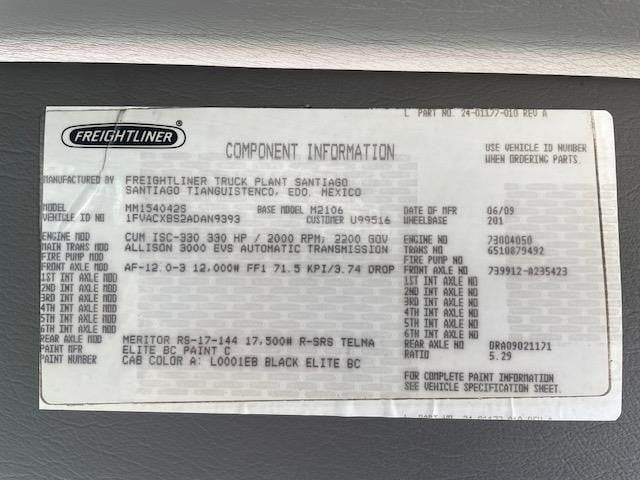 L PART NO. 24-01177-010 REV A
FREIGHTLINER®
COMPONENT INFORMATION
USE VEHICLE ID NUMBER
WHEN ORDERING PARTS.
MANUFACTURED BY FREIGHTLINER TRUCK PLANT SANTIAGO
SANTIAGO TIANGUISTENCO, EDO, MEXICO
MODEL MM154042S BASE MODEL M2106 DATE OF MFR 06/09
VEHICLE ID NO 1FVACXBS2ADAN9393 CUSTOMER U99516 WHEELBASE 201
ENGINE MOD CUM ISC-330 330 HP / 2000 RPM; 2200 GOV ENGINE NO 73004050
MAIN TRANS MOD ALLISON 3000 EVS AUTOMATIC TRANSMISSION TRANS NO 6510879492
FIRE PUMP MOD FIRE PUMP NO
FRONT AXLE MOD AF-12.0-3 12,000# FF1 71.5 KPI/3.74 DROP FRONT AXLE NO 739912-A235423
1ST INT AXLE MOD 1ST INT AXLE NO
2ND INT AXLE MOD 2ND INT AXLE NO
3RD INT AXLE MOD 3RD INT AXLE NO
4TH INT AXLE MOD 4TH INT AXLE NO
5TH INT AXLE MOD 5TH INT AXLE NO
6TH INT AXLE MOD 6TH INT AXLE NO
REAR AXLE MOD MERITOR RS-17-144 17,500# R-SRS TELMA REAR AXLE NO DRA09021171
PAINT MFR ELITE BC PAINT C RATIO 5.29
PAINT NUMBER CAB COLOR A: L0001EB BLACK ELITE BC
FOR COMPLETE PAINT INFORMATION
SEE VEHICLE SPECIFICATION SHEET.